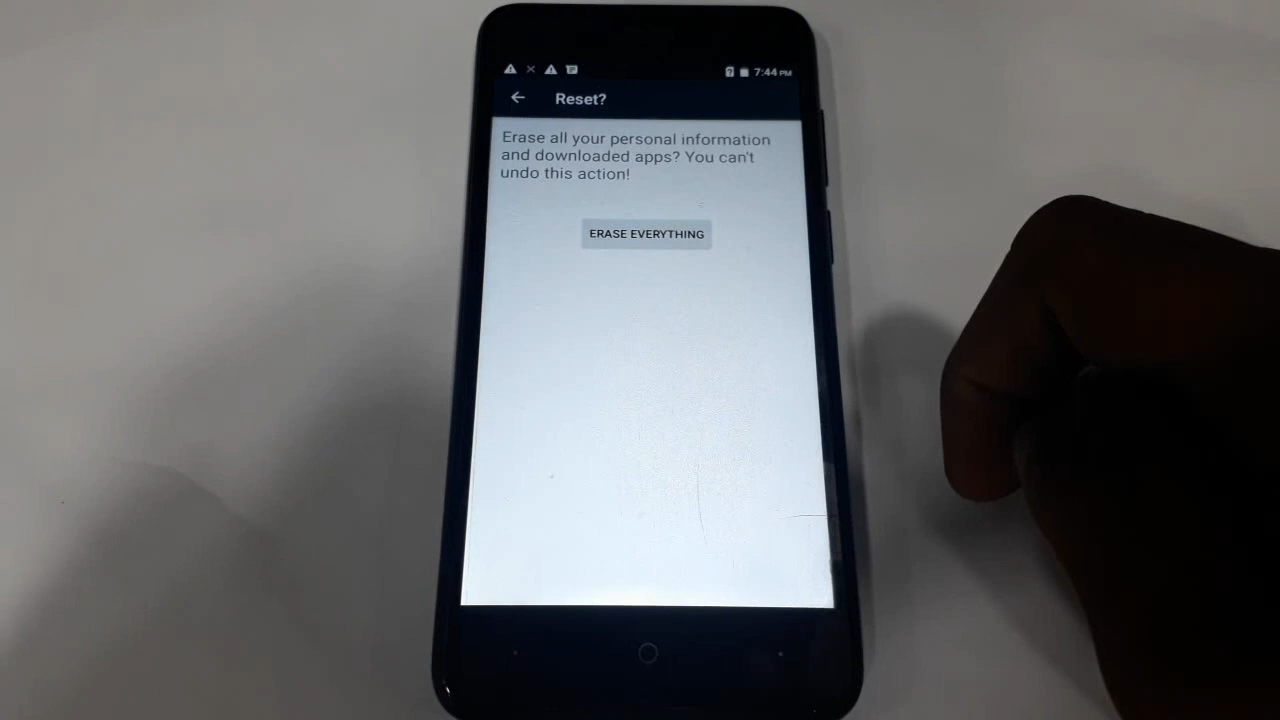 7:44 PM
Reset?
Erase all your personal information
and downloaded apps? You can't
undo this action!
ERASE EVERYTHING